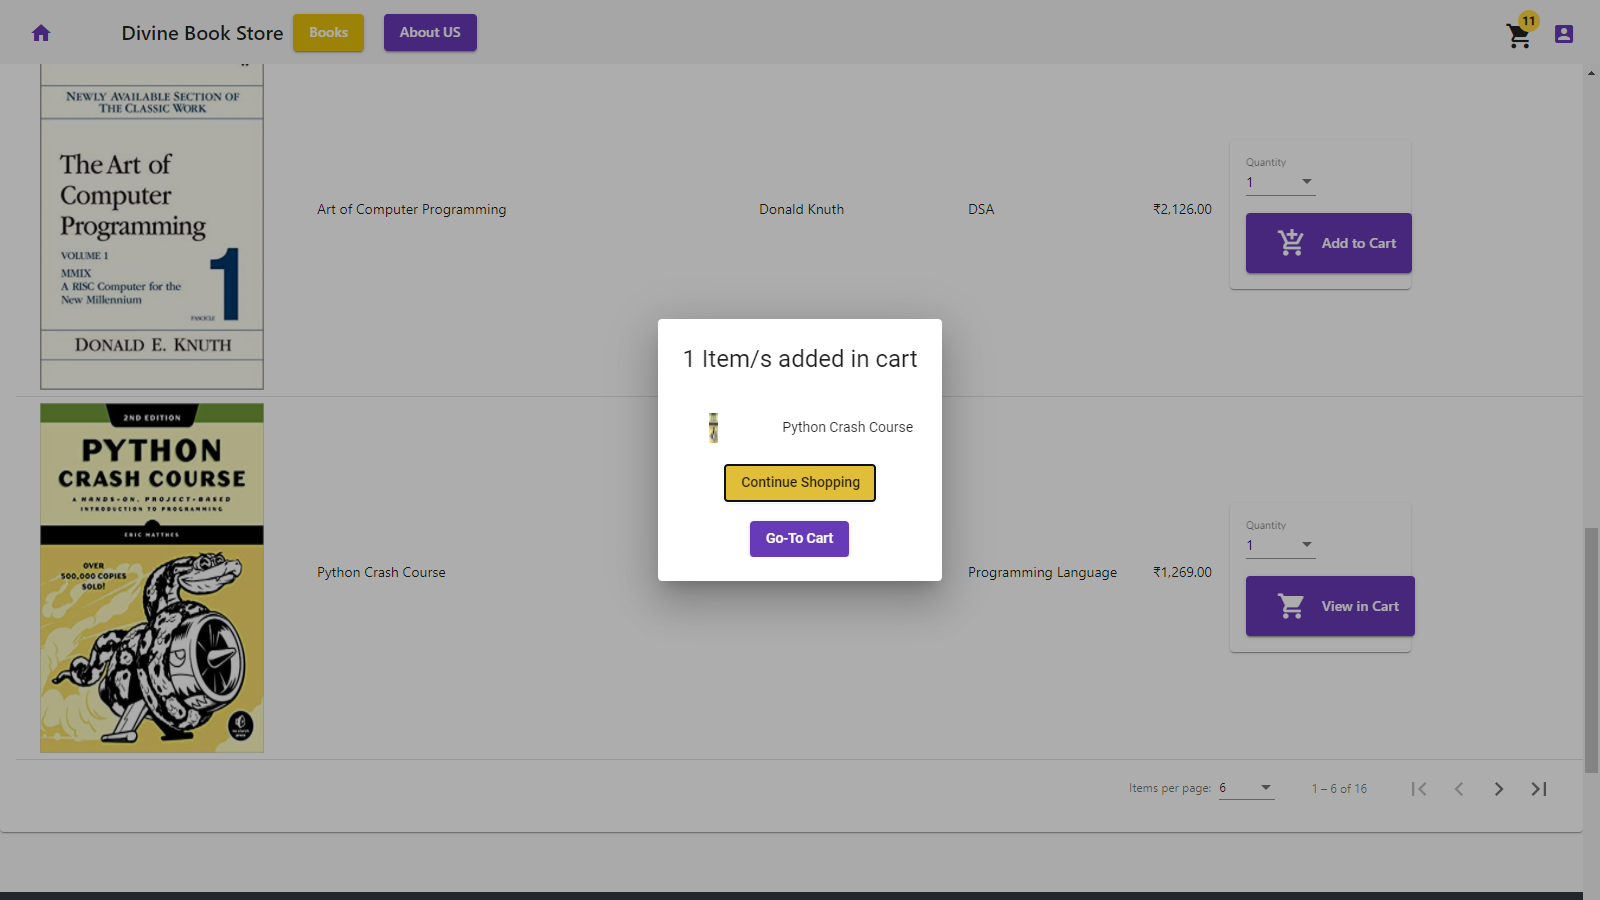 Divine Book Store
Books
About US
11
NEWLY AVAILABLE SECTION OF
THE CLASSIC WORK
The Art of
Computer
Programming
VOLUME 1
MMIX
A RISC Computer for the
New Millennium
FASCICLE
1
DONALD E. KNUTH
Art of Computer Programming
Donald Knuth
DSA
₹2,126.00
Quantity
1
Add to Cart
1 Item/s added in cart
Python Crash Course
Continue Shopping
Go-To Cart
2ND EDITION
PYTHON
CRASH COURSE
A HANDS-ON, PROJECT-BASED
INTRODUCTION TO PROGRAMMING
ERIC MATTHES
OVER
500,000 COPIES
SOLD!
Python Crash Course
Programming Language
₹1,269.00
Quantity
1
View in Cart
Items per page:
6
1 – 6 of 16